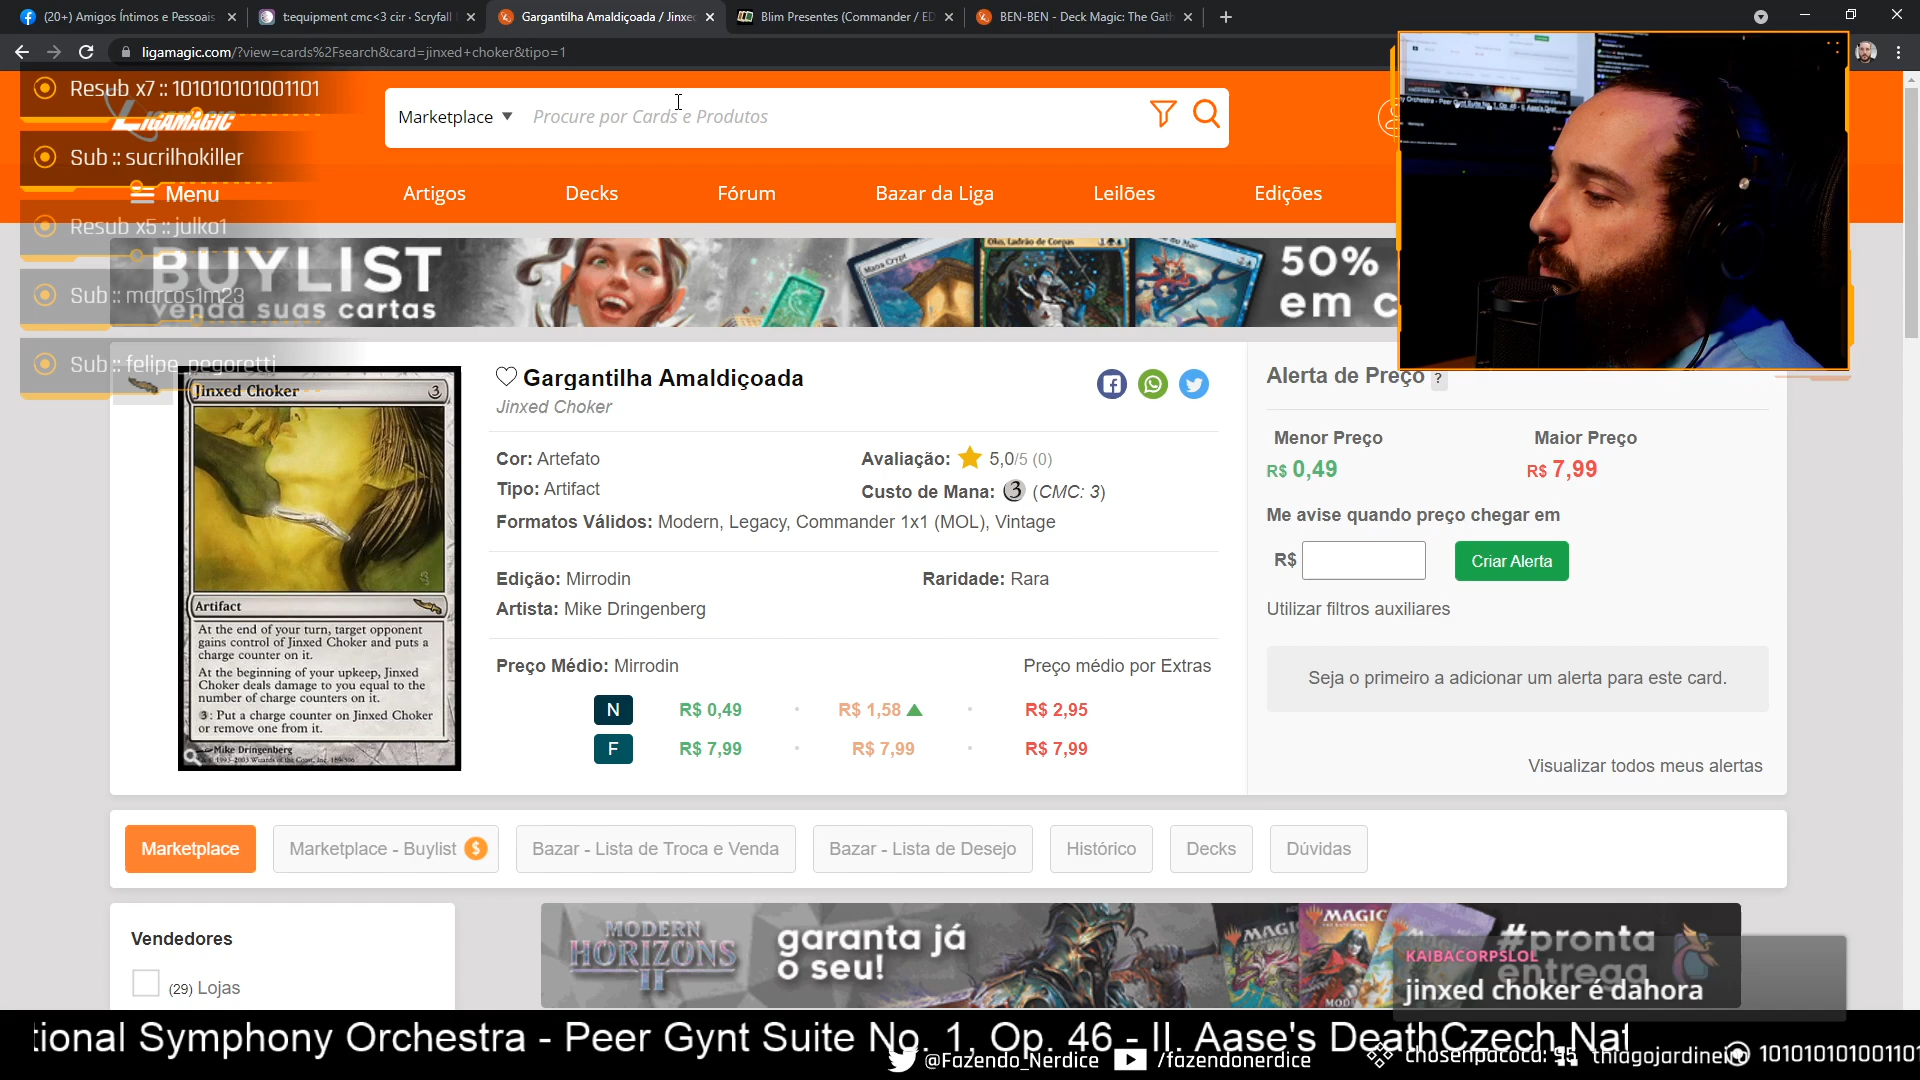 (20+) Amigos Íntimos e Pessoais
t:equipment cmc<3 ci:r · Scryfall
Gargantilha Amaldiçoada / Jinxe
Blim Presentes (Commander / ED
BEN-BEN - Deck Magic: The Gath
ligamagic.com/?view=cards%2Fsearch&card=jinxed+choker&tipo=1
Resub x7 :: 101010101001101
LIGAMAGIC
Marketplace
Procure por Cards e Produtos
Sub :: sucrilhokiller
Menu
Artigos
Decks
Fórum
Bazar da Liga
Leilões
Edições
Resub x5 :: julko1
BUYLIST
venda suas cartas
Mana Crypt
Oko, Ladrão de Coroas
50%
em c
Sub :: marcos1m23
Sub :: felipe_pegoretti
Jinxed Choker 3
Artifact
At the end of your turn, target opponent
gains control of Jinxed Choker and puts a
charge counter on it.
At the beginning of your upkeep, Jinxed
Choker deals damage to you equal to the
number of charge counters on it.
3: Put a charge counter on Jinxed Choker
or remove one from it.
Mike Dringenberg
Gargantilha Amaldiçoada
Jinxed Choker
Cor: Artefato
Avaliação: 5,0/5 (0)
Tipo: Artifact
Custo de Mana: 3 (CMC: 3)
Formatos Válidos: Modern, Legacy, Commander 1x1 (MOL), Vintage
Edição: Mirrodin
Raridade: Rara
Artista: Mike Dringenberg
Preço Médio: Mirrodin
Preço médio por Extras
N R$ 0,49 R$ 1,58 R$ 2,95
F R$ 7,99 R$ 7,99 R$ 7,99
Alerta de Preço ?
Menor Preço
Maior Preço
R$ 0,49
R$ 7,99
Me avise quando preço chegar em
R$
Criar Alerta
Utilizar filtros auxiliares
Seja o primeiro a adicionar um alerta para este card.
Visualizar todos meus alertas
Marketplace
Marketplace - Buylist $
Bazar - Lista de Troca e Venda
Bazar - Lista de Desejo
Histórico
Decks
Dúvidas
Vendedores
(29) Lojas
MODERN
HORIZONS
II
garanta já
o seu!
MAGIC
#pronta
entrega
KAIBACORPSLOL
jinxed choker é dahora
tional Symphony Orchestra - Peer Gynt Suite No. 1, Op. 46 - II. Aase's DeathCzech Nat
@Fazendo_Nerdice
/fazendonerdice
chosenpacoca: 95
thiagojardineiro
101010101001101